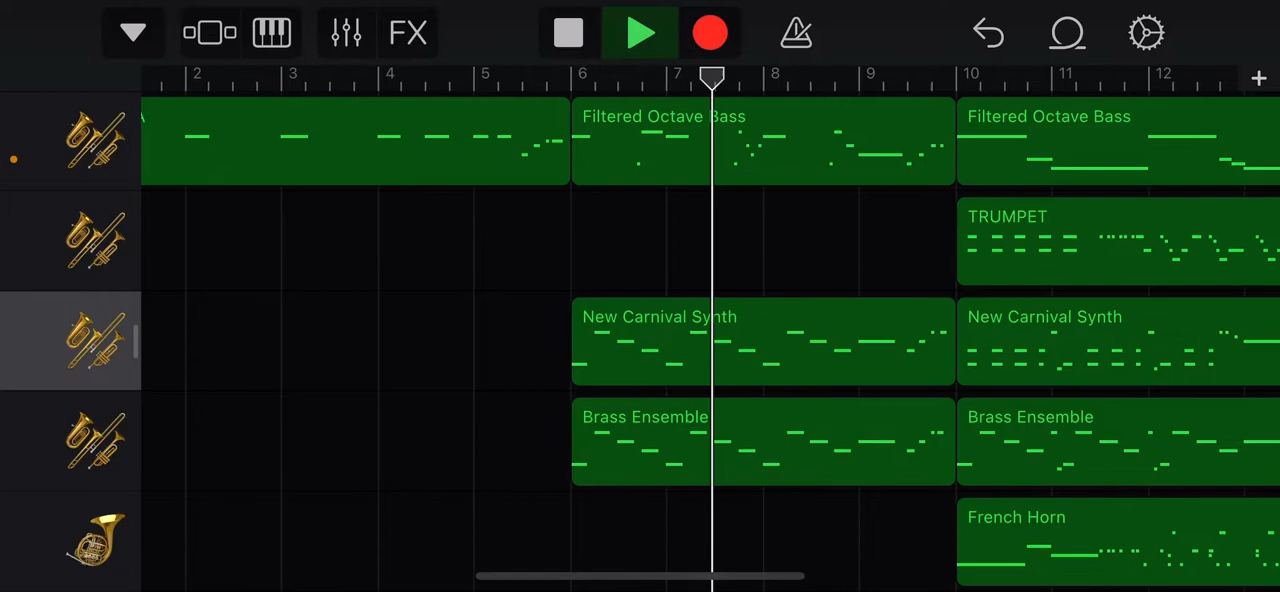 FX
2 3 4 5 6 7 8 9 10 11 12 +
A Filtered Octave Bass Filtered Octave Bass
TRUMPET
New Carnival Synth New Carnival Synth
Brass Ensemble Brass Ensemble
French Horn